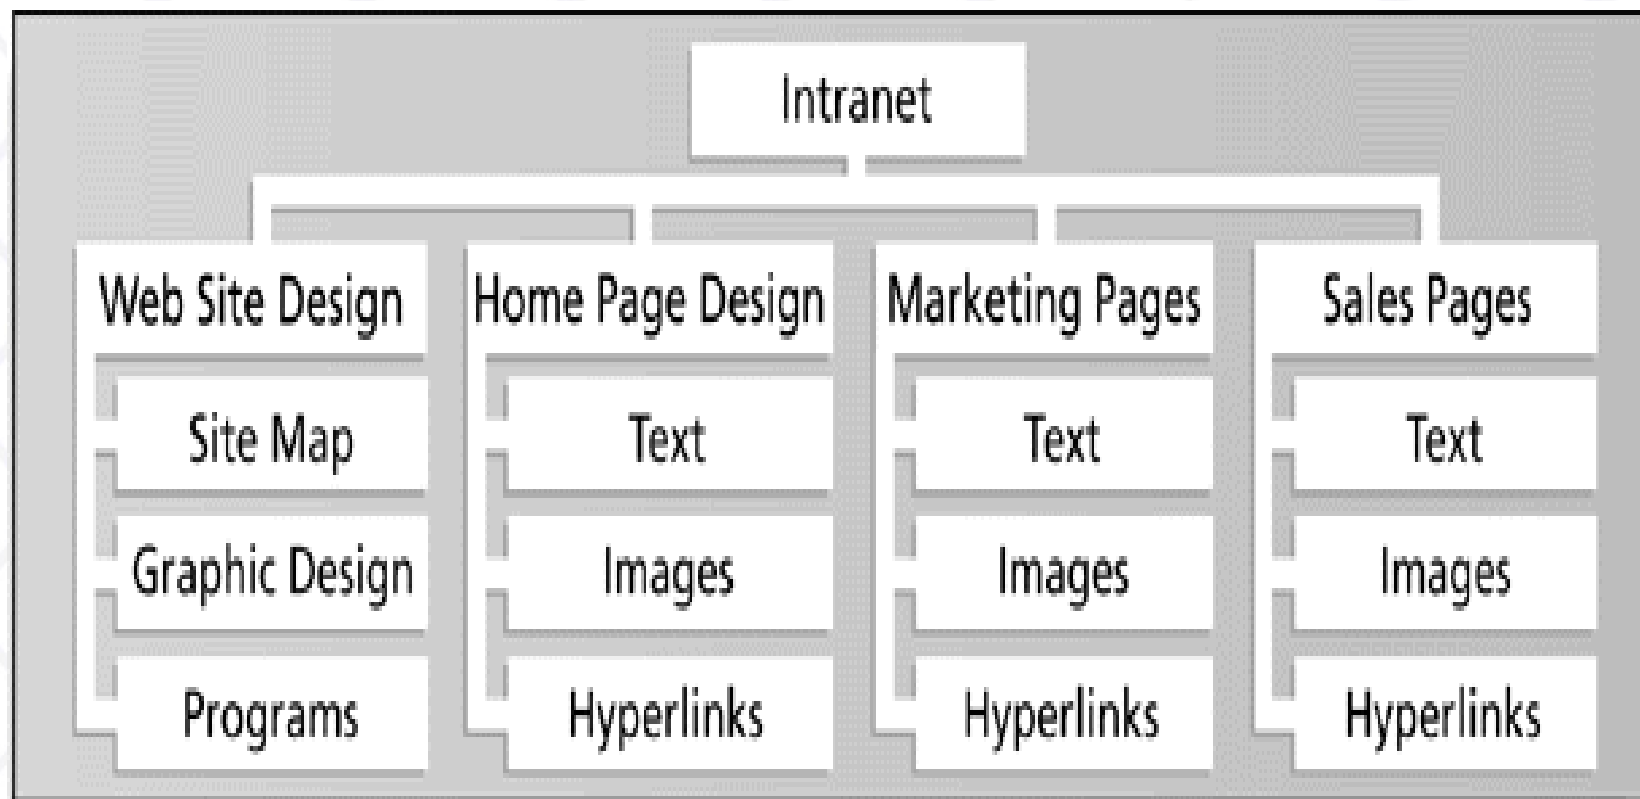 Intranet
Web Site Design
Home Page Design
Marketing Pages
Sales Pages
Site Map
Text
Text
Text
Graphic Design
Images
Images
Images
Programs
Hyperlinks
Hyperlinks
Hyperlinks